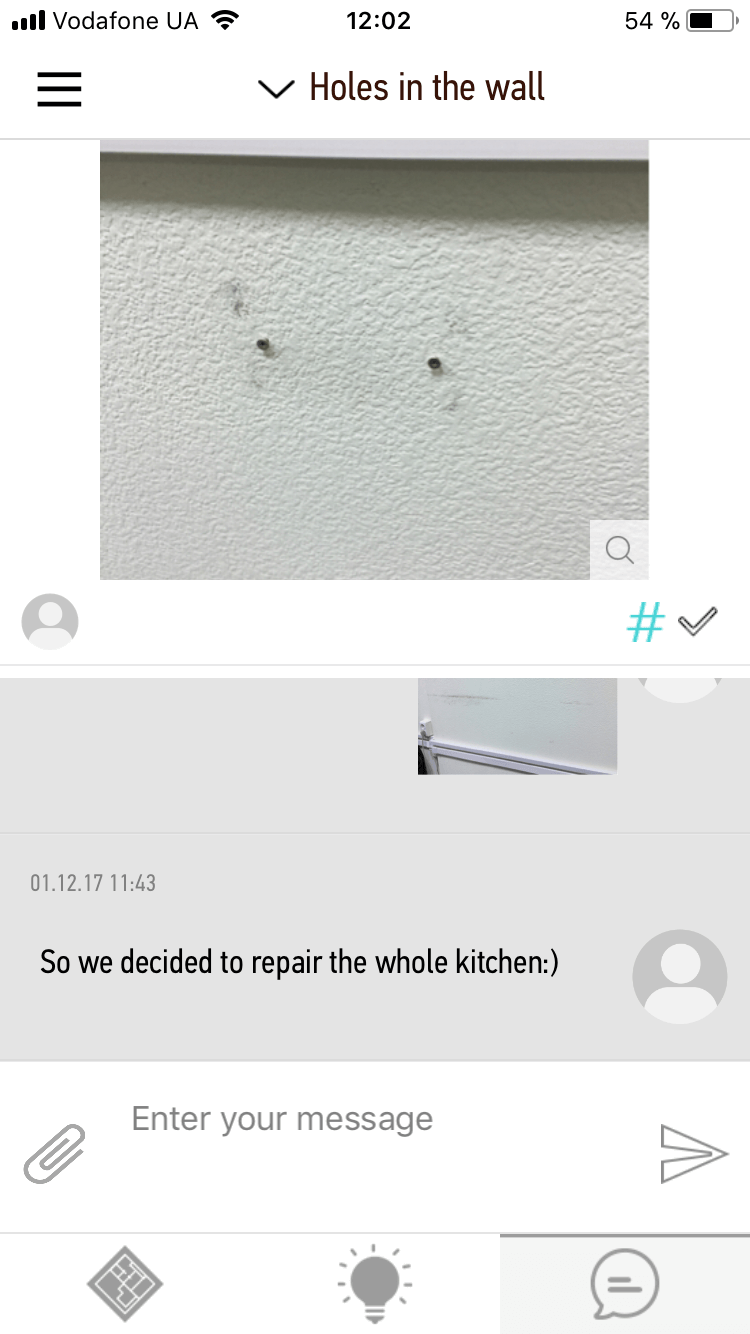 Vodafone UA 12:02 54 %
Holes in the wall
#
01.12.17 11:43
So we decided to repair the whole kitchen:)
Enter your message